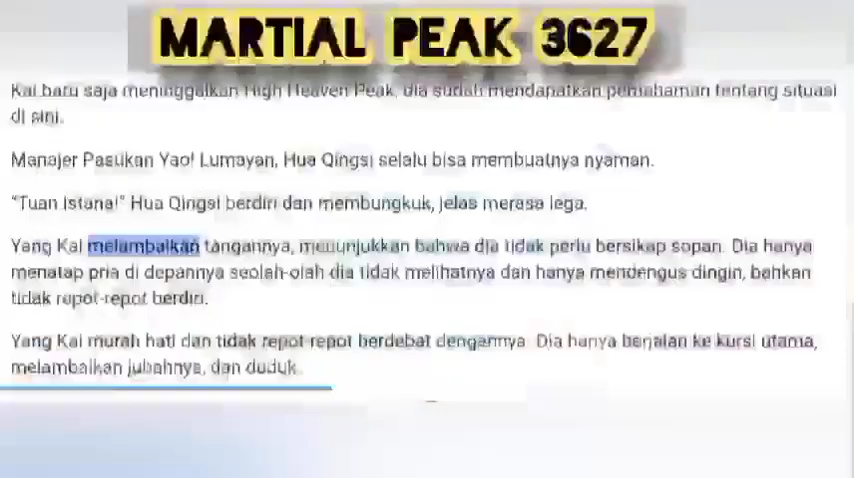 MARTIAL PEAK 3627
Kai baru saja meninggalkan High Heaven Peak, dia sudah mendapatkan pemahaman tentang situasi
di sini.
Manajer Pasukan Yao! Lumayan, Hua Qingsi selalu bisa membuatnya nyaman.
"Tuan Istana!" Hua Qingsi berdiri dan membungkuk, jelas merasa lega.
Yang Kai melambaikan tangannya, menunjukkan bahwa dia tidak perlu bersikap sopan. Dia hanya
menatap pria di depannya seolah-olah dia tidak melihatnya dan hanya mendengus dingin, bahkan
tidak repot-repot berdiri.
Yang Kai murah hati dan tidak repot-repot berdebat dengannya. Dia hanya berjalan ke kursi utama,
melambaikan jubahnya, dan duduk.